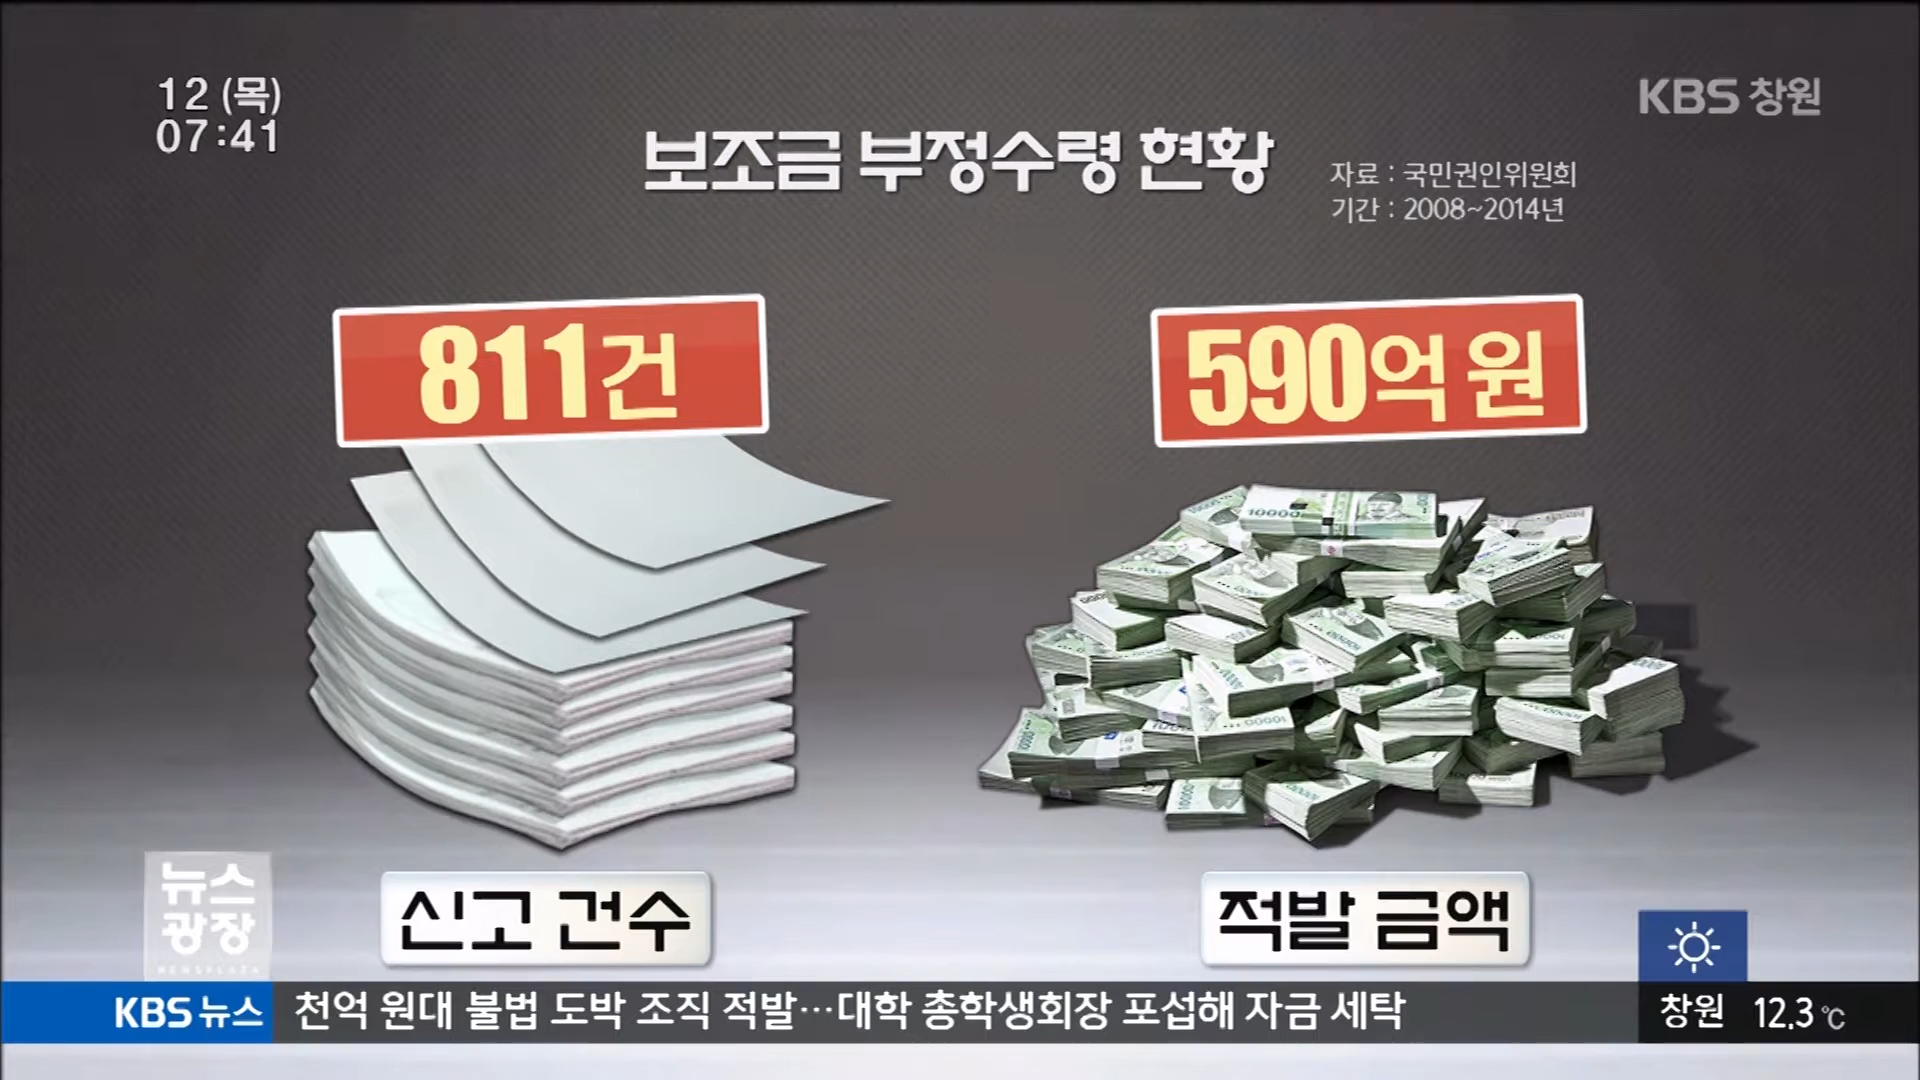 12 (목)
07:41
KBS 창원
보조금 부정수령 현황
자료 : 국민권인위원회
기간 : 2008~2014년
811건
590억 원
10000
신고 건수
적발 금액
뉴스
광장
NEWSPLAZA
KBS 뉴스
천억 원대 불법 도박 조직 적발…대학 총학생회장 포섭해 자금 세탁
창원 12.3 ℃